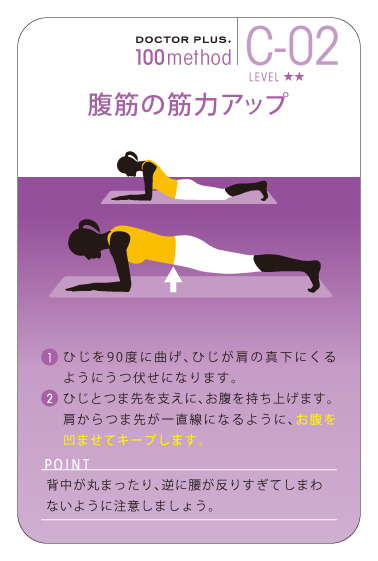 DOCTOR PLUS.
100method
C-02
LEVEL ★★
腹筋の筋力アップ
1 ひじを90度に曲げ、ひじが肩の真下にくる
ようにうつ伏せになります。
2 ひじとつま先を支えに、お腹を持ち上げます。
肩からつま先が一直線になるように、お腹を
凹ませてキープします。
POINT
背中が丸まったり、逆に腰が反りすぎてしまわ
ないように注意しましょう。